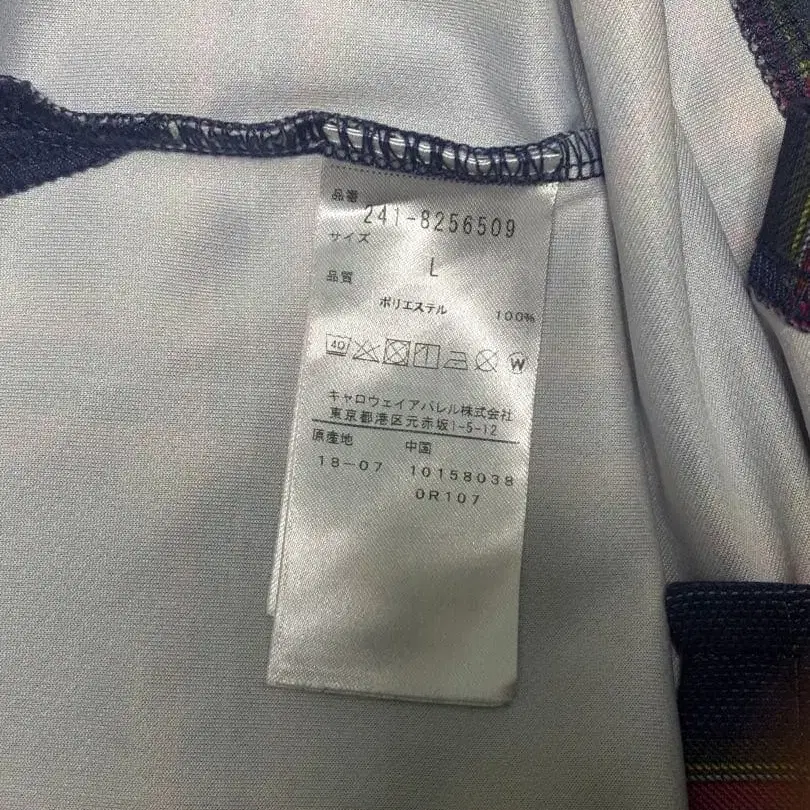 品番
241-8256509
サイズ
L
品質
ポリエステル 100%
40 W
キャロウェイアパレル株式会社
東京都港区元赤坂1-5-12
原産地 中国
18-07 10158038
0R107